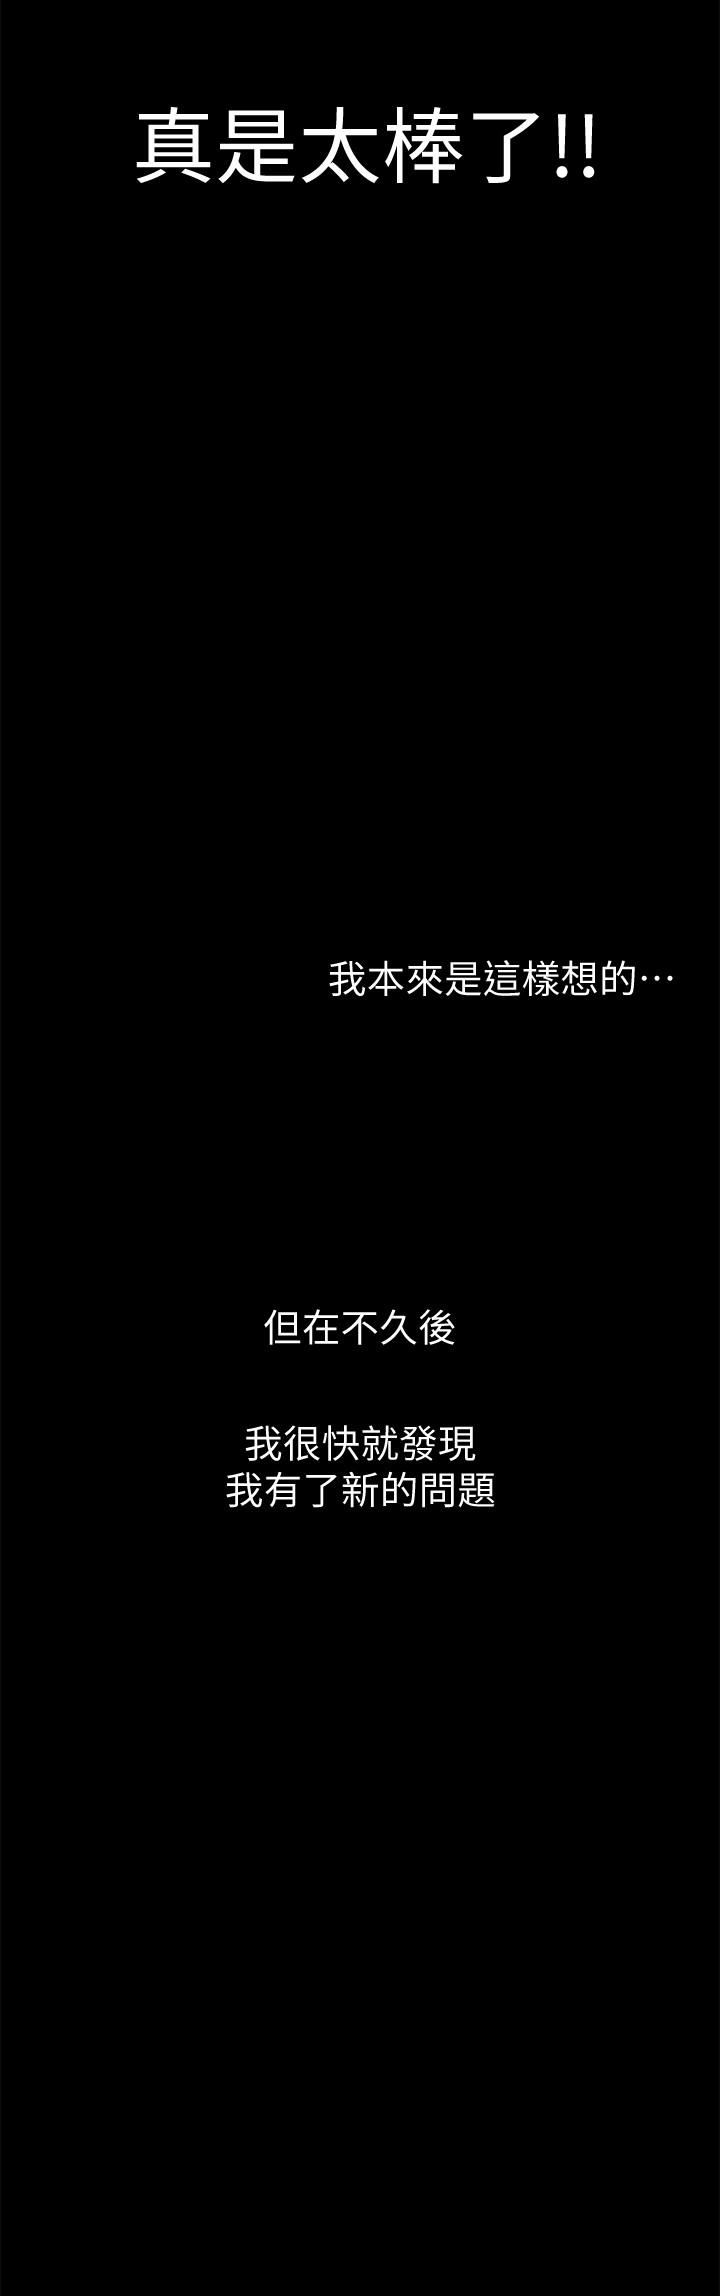 真是太棒了!!
我本來是這樣想的⋯
但在不久後
我很快就發現
我有了新的問題